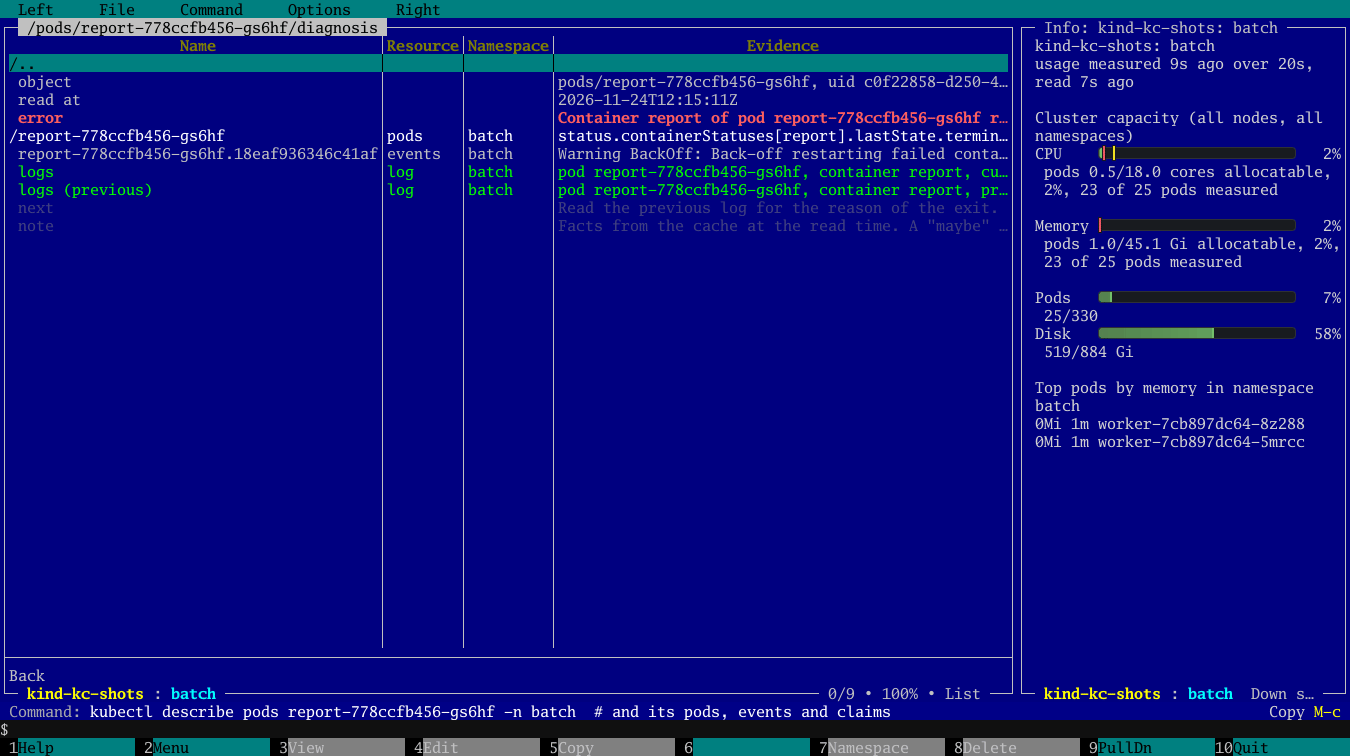 Left File Command Options Right
/pods/report-778ccfb456-gs6hf/diagnosis
Name Resource Namespace Evidence
/..
object pods/report-778ccfb456-gs6hf, uid c0f22858-d250-4…
read at 2026-11-24T12:15:11Z
error Container report of pod report-778ccfb456-gs6hf r…
/report-778ccfb456-gs6hf pods batch status.containerStatuses[report].lastState.termin…
report-778ccfb456-gs6hf.18eaf936346c41af events batch Warning BackOff: Back-off restarting failed conta…
logs log batch pod report-778ccfb456-gs6hf, container report, cu…
logs (previous) log batch pod report-778ccfb456-gs6hf, container report, pr…
next Read the previous log for the reason of the exit.
note Facts from the cache at the read time. A "maybe" …
Back
kind-kc-shots : batch 0/9 • 100% • List
Info: kind-kc-shots: batch
kind-kc-shots: batch
usage measured 9s ago over 20s,
read 7s ago
Cluster capacity (all nodes, all
namespaces)
CPU 2%
pods 0.5/18.0 cores allocatable,
2%, 23 of 25 pods measured
Memory 2%
pods 1.0/45.1 Gi allocatable, 2%,
23 of 25 pods measured
Pods 7%
25/330
Disk 58%
519/884 Gi
Top pods by memory in namespace
batch
0Mi 1m worker-7cb897dc64-8z288
0Mi 1m worker-7cb897dc64-5mrcc
kind-kc-shots : batch Down s…
Command: kubectl describe pods report-778ccfb456-gs6hf -n batch # and its pods, events and claims Copy M-c
$
1Help 2Menu 3View 4Edit 5Copy 6 7Namespace 8Delete 9PullDn 10Quit